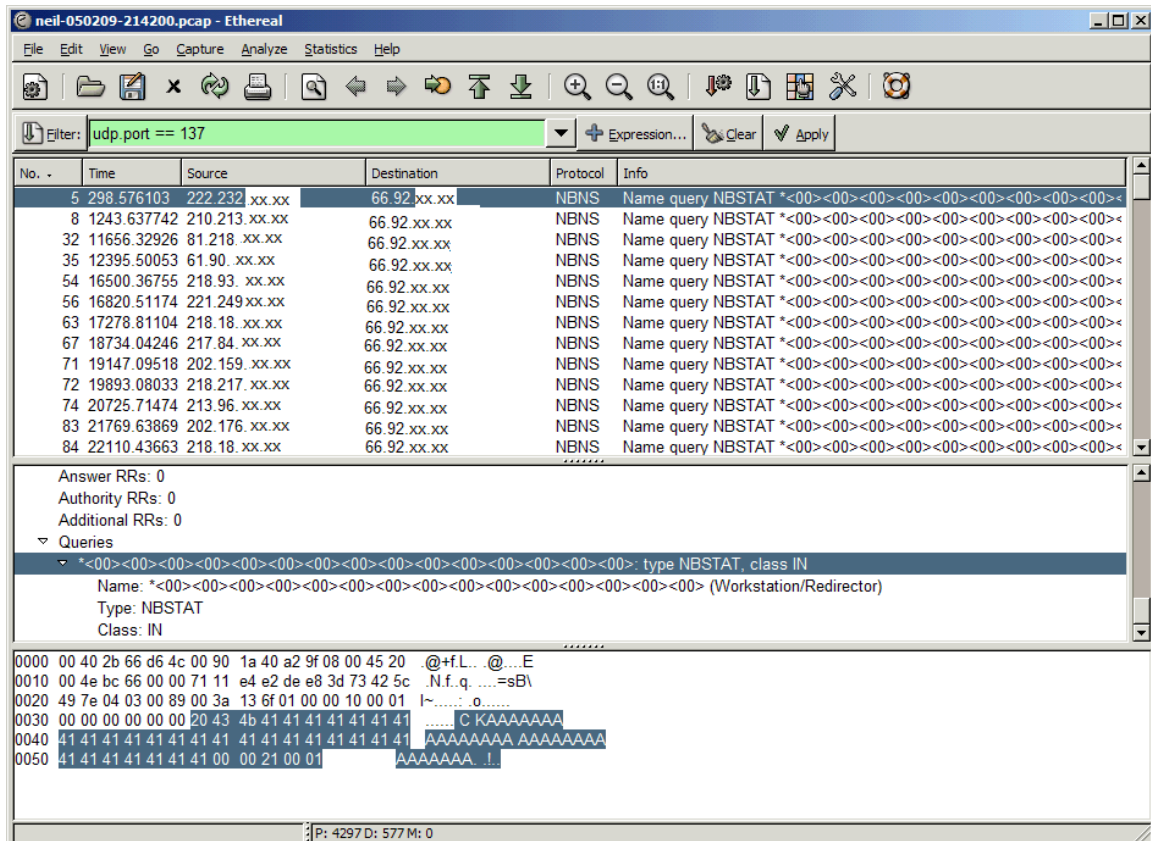 neil-050209-214200.pcap - Ethereal
File Edit View Go Capture Analyze Statistics Help
Filter: udp.port == 137 Expression... Clear Apply
No. - Time Source Destination Protocol Info
5 298.576103 222.232.xx.xx 66.92.xx.xx NBNS Name query NBSTAT *<00><00><00><00><00><00><00><00><
8 1243.637742 210.213.xx.xx 66.92.xx.xx NBNS Name query NBSTAT *<00><00><00><00><00><00><00><00><
32 11656.32926 81.218.xx.xx 66.92.xx.xx NBNS Name query NBSTAT *<00><00><00><00><00><00><00><00><
35 12395.50053 61.90. xx.xx 66.92.xx.xx NBNS Name query NBSTAT *<00><00><00><00><00><00><00><00><
54 16500.36755 218.93. xx.xx 66.92.xx.xx NBNS Name query NBSTAT *<00><00><00><00><00><00><00><00><
56 16820.51174 221.249 xx.xx 66.92.xx.xx NBNS Name query NBSTAT *<00><00><00><00><00><00><00><00><
63 17278.81104 218.18. xx.xx 66.92.xx.xx NBNS Name query NBSTAT *<00><00><00><00><00><00><00><00><
67 18734.04246 217.84. xx.xx 66.92.xx.xx NBNS Name query NBSTAT *<00><00><00><00><00><00><00><00><
71 19147.09518 202.159. xx.xx 66.92.xx.xx NBNS Name query NBSTAT *<00><00><00><00><00><00><00><00><
72 19893.08033 218.217. xx.xx 66.92.xx.xx NBNS Name query NBSTAT *<00><00><00><00><00><00><00><00><
74 20725.71474 213.96. xx.xx 66.92.xx.xx NBNS Name query NBSTAT *<00><00><00><00><00><00><00><00><
83 21769.63869 202.176. xx.xx 66.92.xx.xx NBNS Name query NBSTAT *<00><00><00><00><00><00><00><00><
84 22110.43663 218.18. xx.xx 66.92.xx.xx NBNS Name query NBSTAT *<00><00><00><00><00><00><00><00><
Answer RRs: 0
Authority RRs: 0
Additional RRs: 0
Queries
*<00><00><00><00><00><00><00><00><00><00><00><00><00><00><00>: type NBSTAT, class IN
Name: *<00><00><00><00><00><00><00><00><00><00><00><00><00><00><00> (Workstation/Redirector)
Type: NBSTAT
Class: IN
0000 00 40 2b 66 d6 4c 00 90 1a 40 a2 9f 08 00 45 20 .@+f.L.. .@....E
0010 00 4e bc 66 00 00 71 11 e4 e2 de e8 3d 73 42 5c .N.f..q. ....=sB\
0020 49 7e 04 03 00 89 00 3a 13 6f 01 00 00 10 00 01 I~.....: .o......
0030 00 00 00 00 00 00 20 43 4b 41 41 41 41 41 41 41 ...... C KAAAAAAA
0040 41 41 41 41 41 41 41 41 41 41 41 41 41 41 41 41 AAAAAAAA AAAAAAAA
0050 41 41 41 41 41 41 41 00 00 21 00 01 AAAAAAA. .!..
P: 4297 D: 577 M: 0